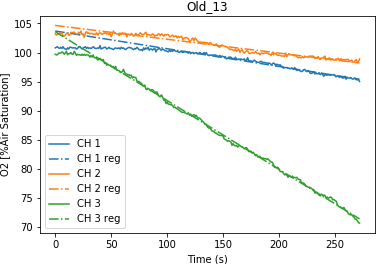 Old_13
O2 [%Air Saturation]
105
100
95
90
85
80
75
70
CH 1
CH 1 reg
CH 2
CH 2 reg
CH 3
CH 3 reg
0
50
100
150
200
250
Time (s)